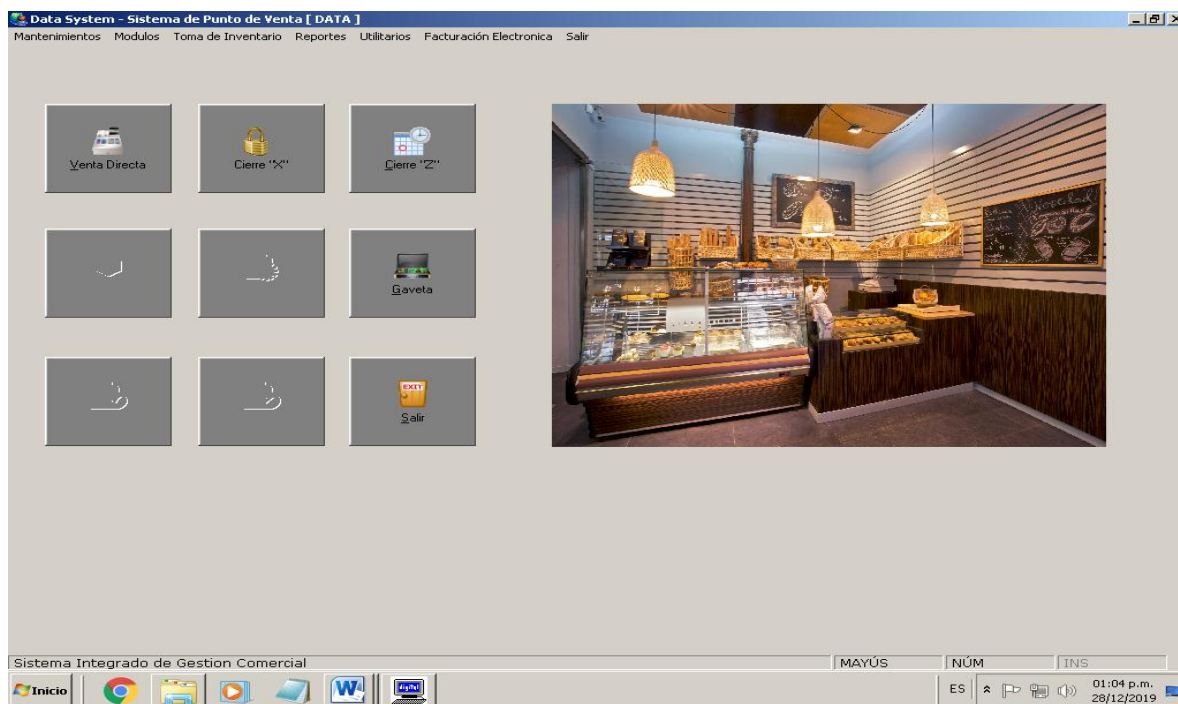 Data System - Sistema de Punto de Venta [ DATA ]
Mantenimientos Modulos Toma de Inventario Reportes Utilitarios Facturación Electronica Salir
Venta Directa
Cierre "X"
Cierre "Z"
Gaveta
EXIT
Salir
Sistema Integrado de Gestion Comercial MAYÚS NÚM INS
Inicio
W
digital
ES
01:04 p.m.
28/12/2019